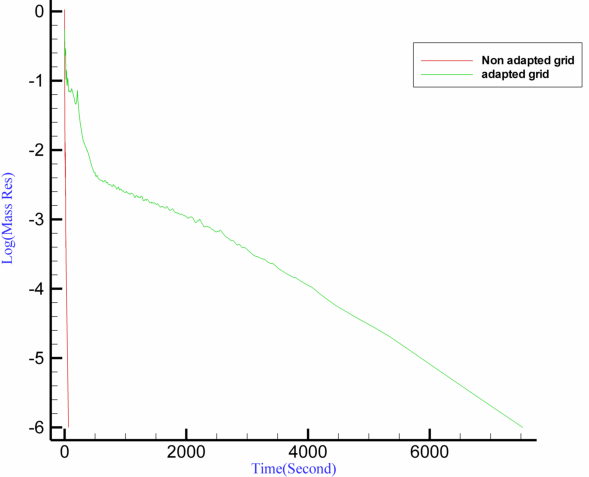 0
-1
-2
-3
-4
-5
-6
Log(Mass Res)
Non adapted grid
adapted grid
0 2000 4000 6000
Time(Second)